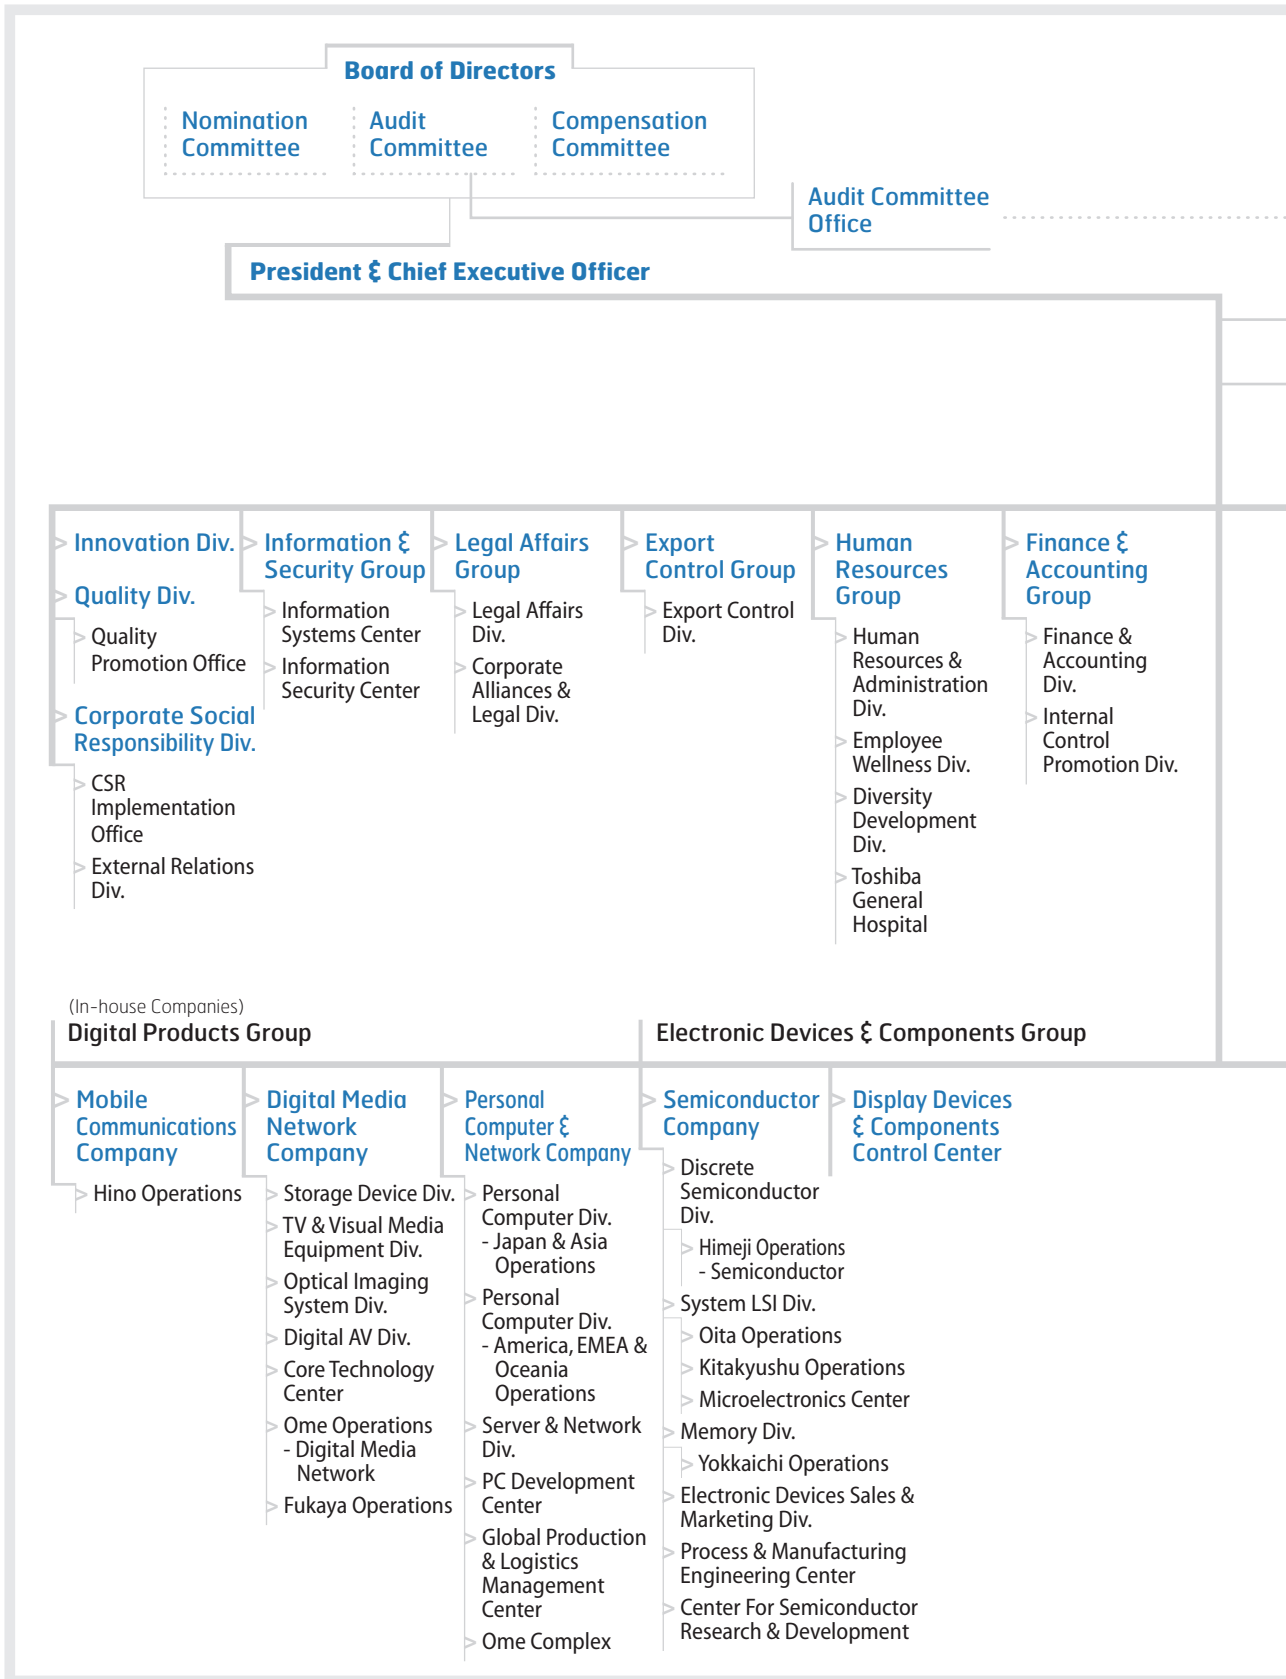 Board of Directors
Nomination
Committee
Audit
Committee
Compensation
Committee
Audit Committee
Office
President & Chief Executive Officer
> Innovation Div.
> Quality Div.
> Quality
Promotion Office
> Corporate Social
Responsibility Div.
> CSR
Implementation
Office
> External Relations
Div.
> Information &
Security Group
> Information
Systems Center
> Information
Security Center
> Legal Affairs
Group
> Legal Affairs
Div.
> Corporate
Alliances &
Legal Div.
> Export
Control Group
> Export Control
Div.
> Human
Resources
Group
> Human
Resources &
Administration
Div.
> Employee
Wellness Div.
> Diversity
Development
Div.
> Toshiba
General
Hospital
> Finance &
Accounting
Group
> Finance &
Accounting
Div.
> Internal
Control
Promotion Div.
(In-house Companies)
Digital Products Group
> Mobile
Communications
Company
> Hino Operations
> Digital Media
Network
Company
> Storage Device Div.
> TV & Visual Media
Equipment Div.
> Optical Imaging
System Div.
> Digital AV Div.
> Core Technology
Center
> Ome Operations
- Digital Media
Network
> Fukaya Operations
> Personal
Computer &
Network Company
> Personal
Computer Div.
- Japan & Asia
Operations
> Personal
Computer Div.
- America, EMEA &
Oceania
Operations
> Server & Network
Div.
> PC Development
Center
> Global Production
& Logistics
Management
Center
> Ome Complex
Electronic Devices & Components Group
> Semiconductor
Company
> Discrete
Semiconductor
Div.
> Himeji Operations
- Semiconductor
> System LSI Div.
> Oita Operations
> Kitakyushu Operations
> Microelectronics Center
> Memory Div.
> Yokkaichi Operations
> Electronic Devices Sales &
Marketing Div.
> Process & Manufacturing
Engineering Center
> Center For Semiconductor
Research & Development
> Display Devices
& Components
Control Center